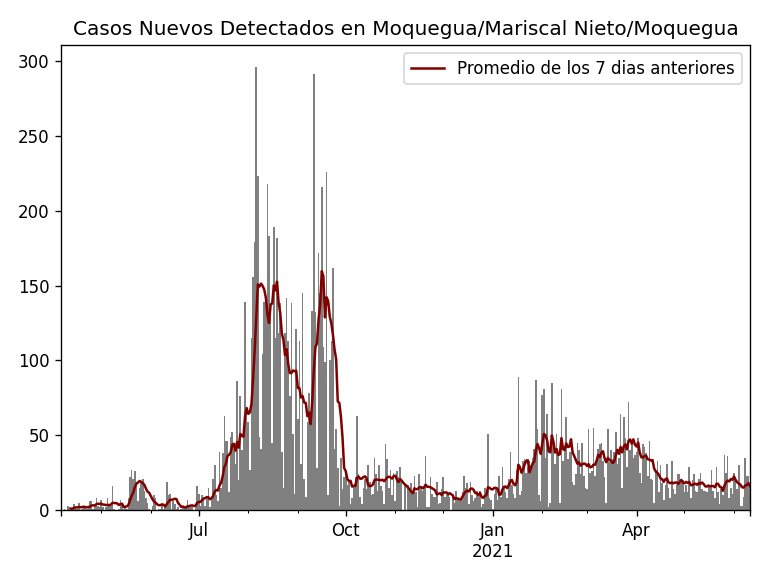 Casos Nuevos Detectados en Moquegua/Mariscal Nieto/Moquegua
Promedio de los 7 dias anteriores
300
250
200
150
100
50
0
Jul
Oct
Jan
2021
Apr